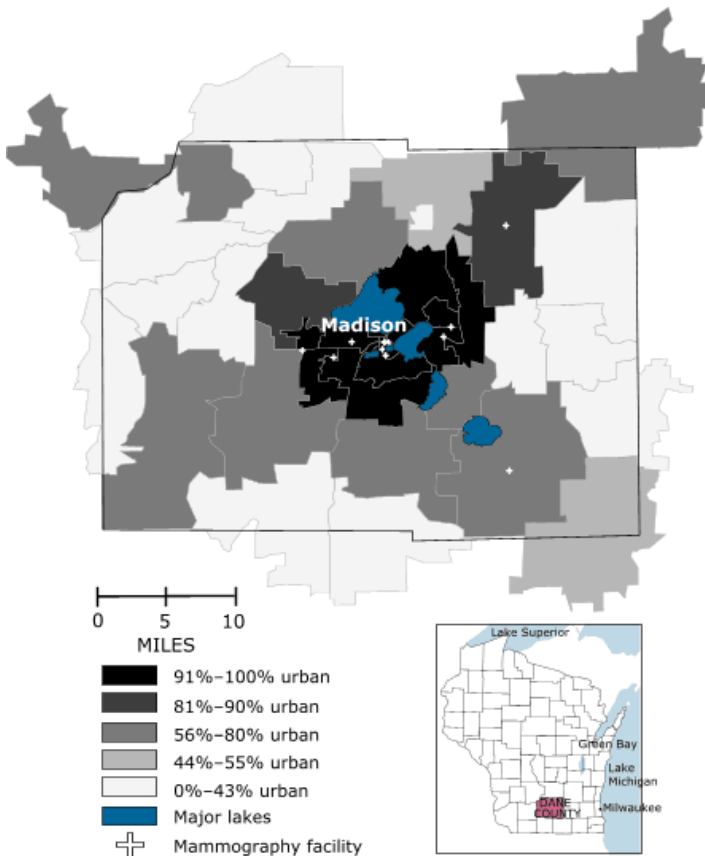 Madison
0 5 10
MILES
91%–100% urban
81%–90% urban
56%–80% urban
44%–55% urban
0%–43% urban
Major lakes
Mammography facility
Lake Superior
Green Bay
Lake
Michigan
Milwaukee
DANE
COUNTY